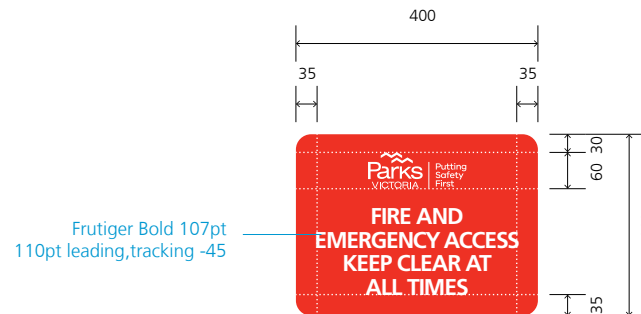 400
35
35
30
60
Parks
VICTORIA
Putting
Safety
First
FIRE AND
EMERGENCY ACCESS
KEEP CLEAR AT
ALL TIMES
Frutiger Bold 107pt
110pt leading,tracking -45
35